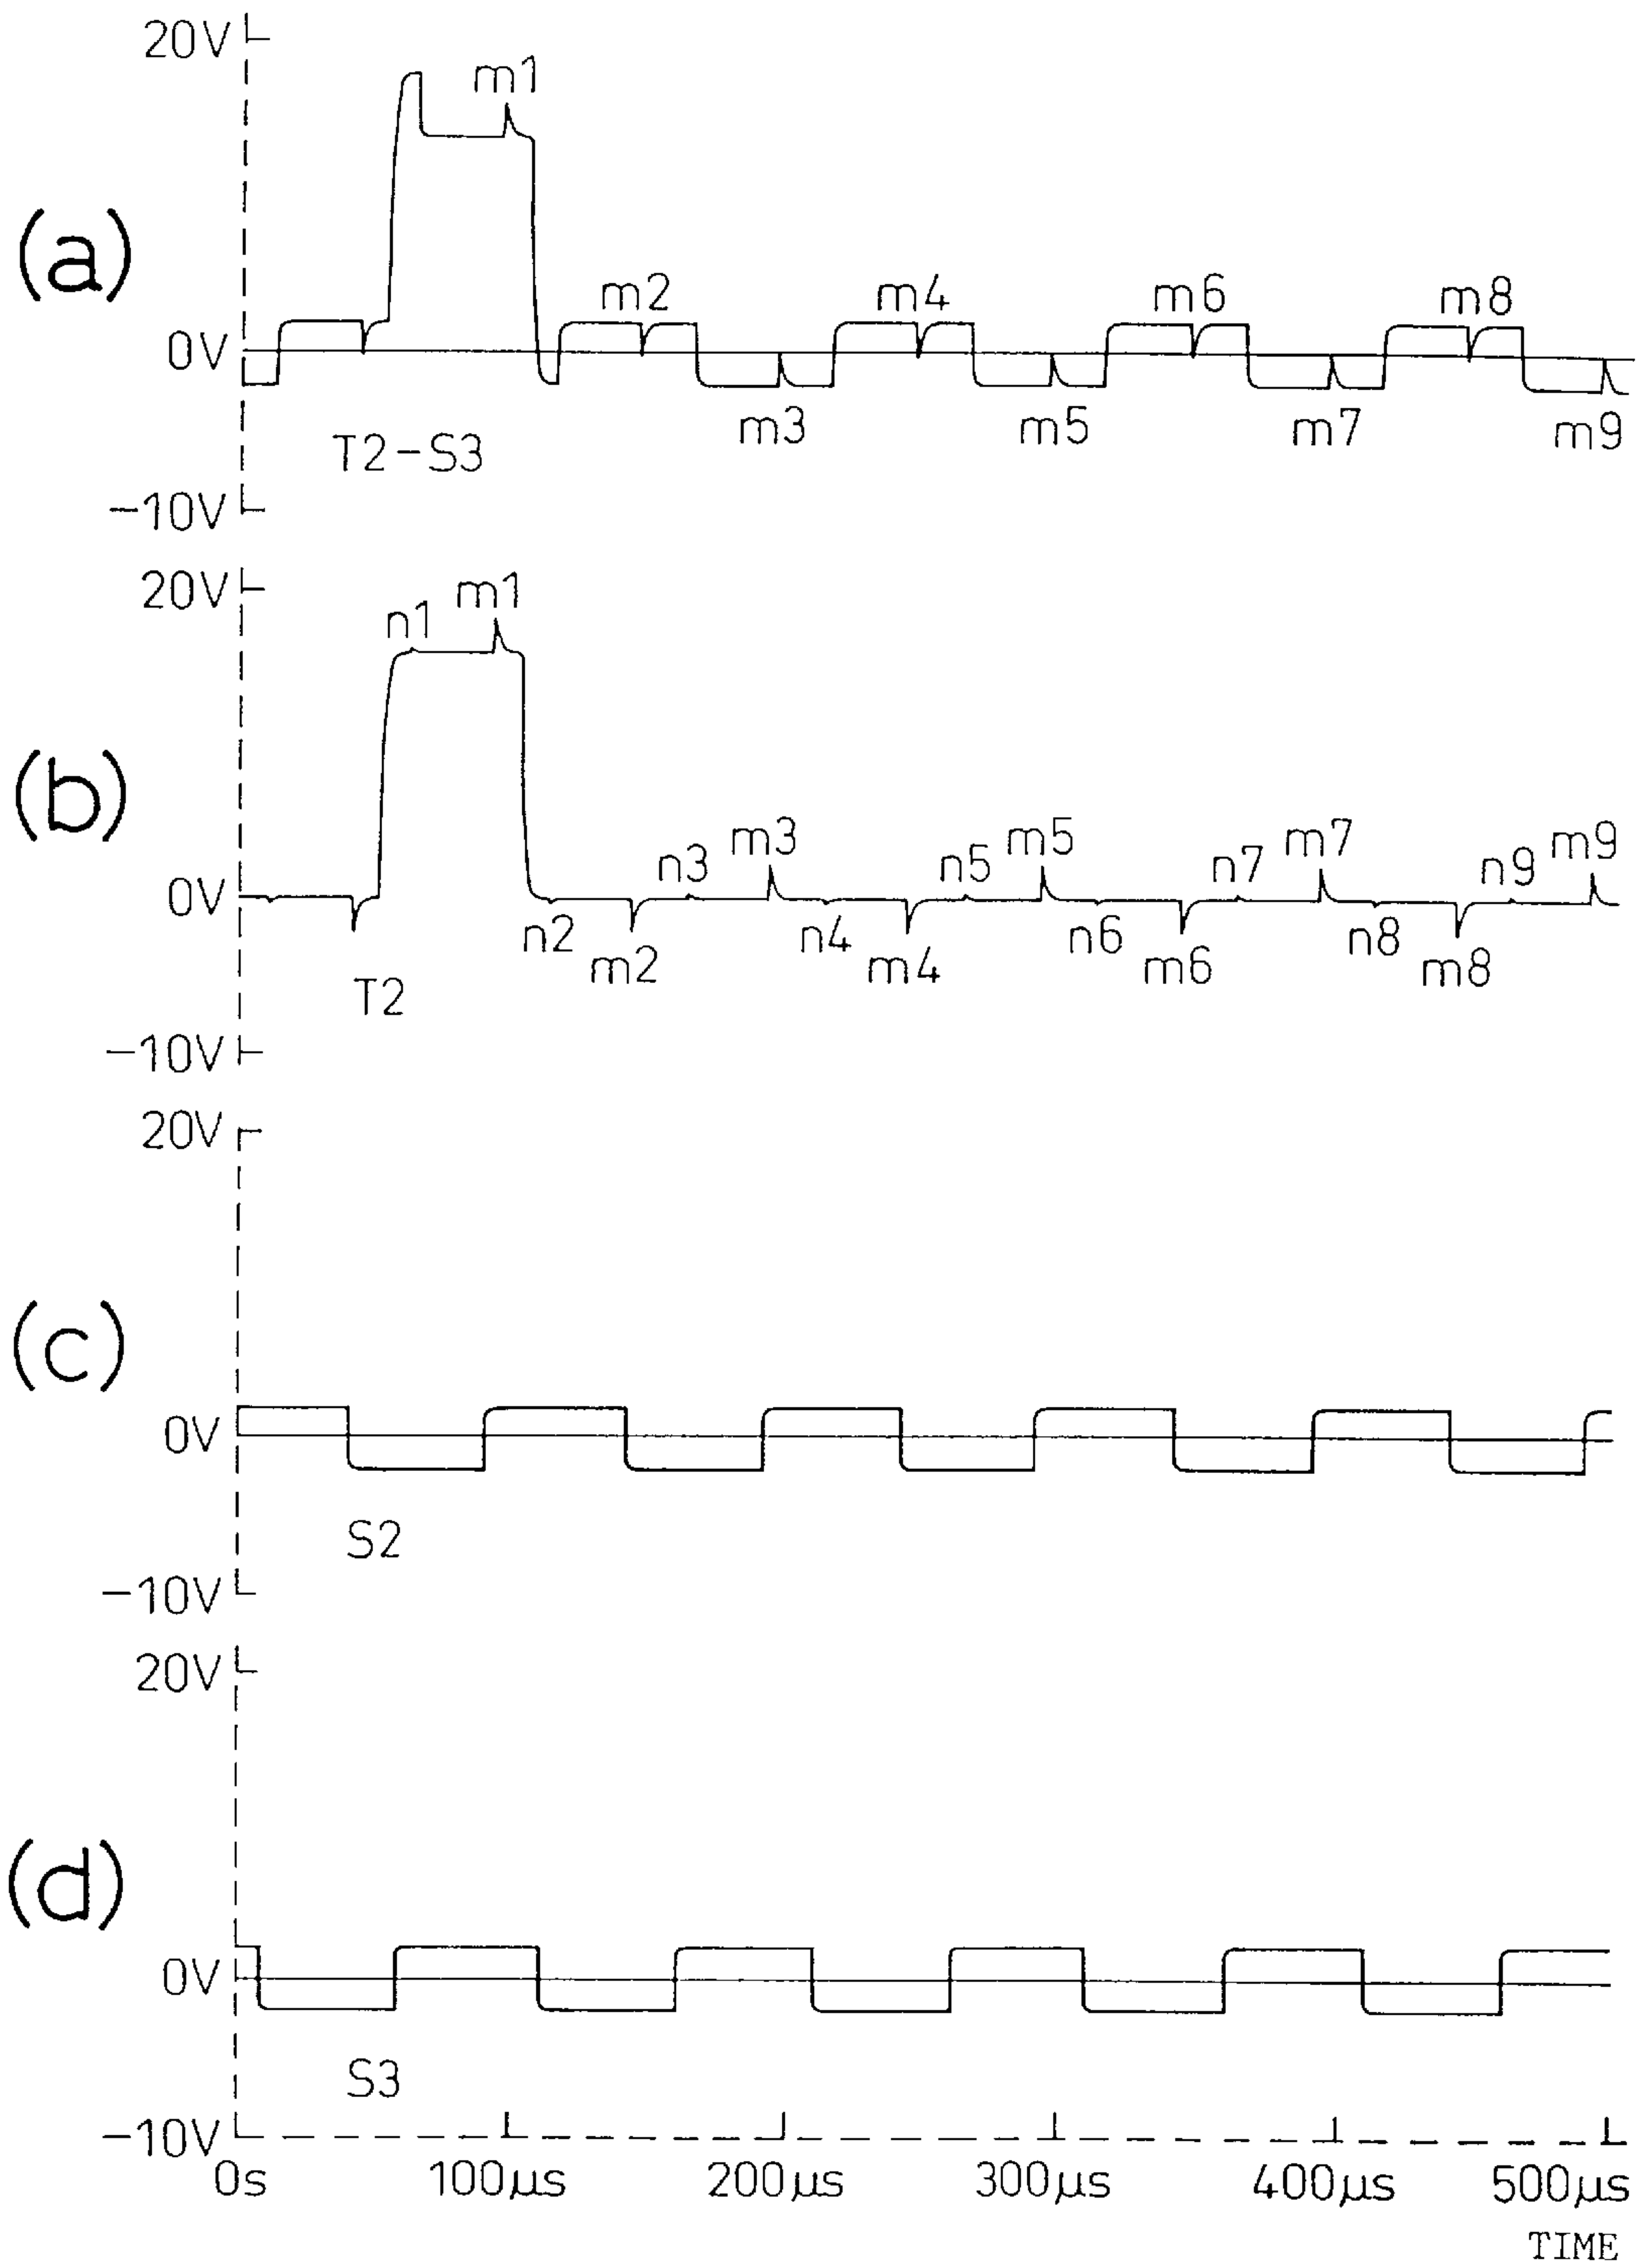 20V
m1
(a)
m2 m4 m6 m8
0V
m3 m5 m7 m9
T2-S3
-10V
20V
n1 m1
(b)
n3 m3 n5 m5 n7 m7 n9 m9
0V
n2 m2 n4 m4 n6 m6 n8 m8
T2
-10V
20V
(c)
0V
S2
-10V
20V
(d)
0V
S3
-10V
0s 100μs 200μs 300μs 400μs 500μs
TIME